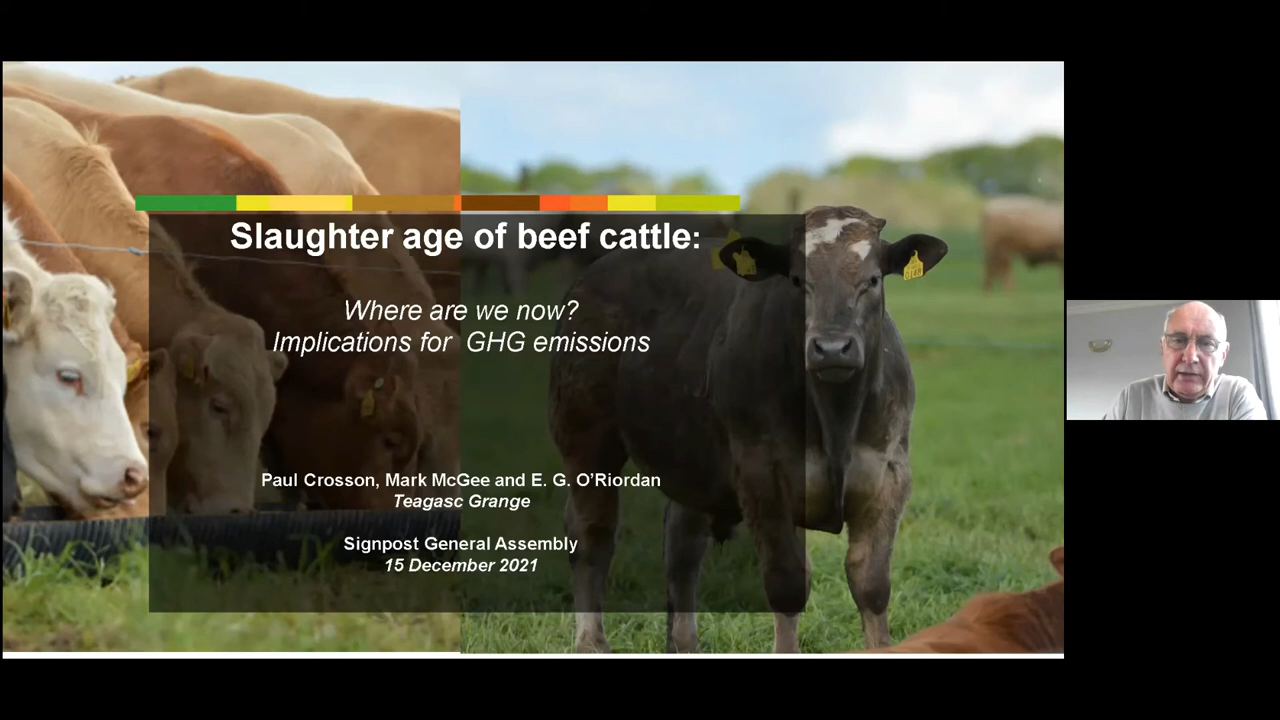 Slaughter age of beef cattle:
Where are we now?
Implications for GHG emissions
Paul Crosson, Mark McGee and E. G. O'Riordan
Teagasc Grange
Signpost General Assembly
15 December 2021